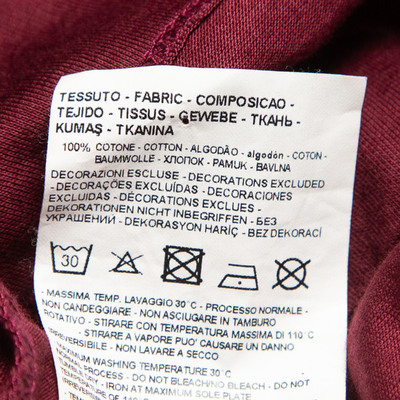 TESSUTO - FABRIC - COMPOSICAO -
TEJIDO - TISSUS - GEWEBE - ТКАНЬ-
KUMAŞ - TKANINA
100% COTONE - COTTON - ALGODÃO - algodón - COTON -
BAUMWOLLE - ХЛОПОК - PAMUK - BAVLNA
DECORAZIONI ESCLUSE - DECORATIONS EXCLUDED
- DECORAÇÕES EXCLUÍDAS - DECORACIONES
EXCLUIDAS - DÉCORATIONS EXCLUES -
DEKORATIONEN NICHT INBEGRIFFEN - БЕЗ
УКРАШЕНИЙ - DEKORASYON HARİÇ - BEZ DEKORACÍ
30
- MASSIMA TEMP. LAVAGGIO 30°C - PROCESSO NORMALE -
NON CANDEGGIARE - NON ASCIUGARE IN TAMBURO
ROTATIVO - STIRARE CON TEMPERATURA MASSIMA DI 110°C
- STIRARE A VAPORE PUO' CAUSARE UN DANNO
IRREVERSIBILE - NON LAVARE A SECCO
MAXIMUM WASHING TEMPERATURE 30°C
DO NOT BLEACH/NO BLEACH - DO NOT
TUMBLE DRY - IRON AT MAXIMUM SOLE PLATE